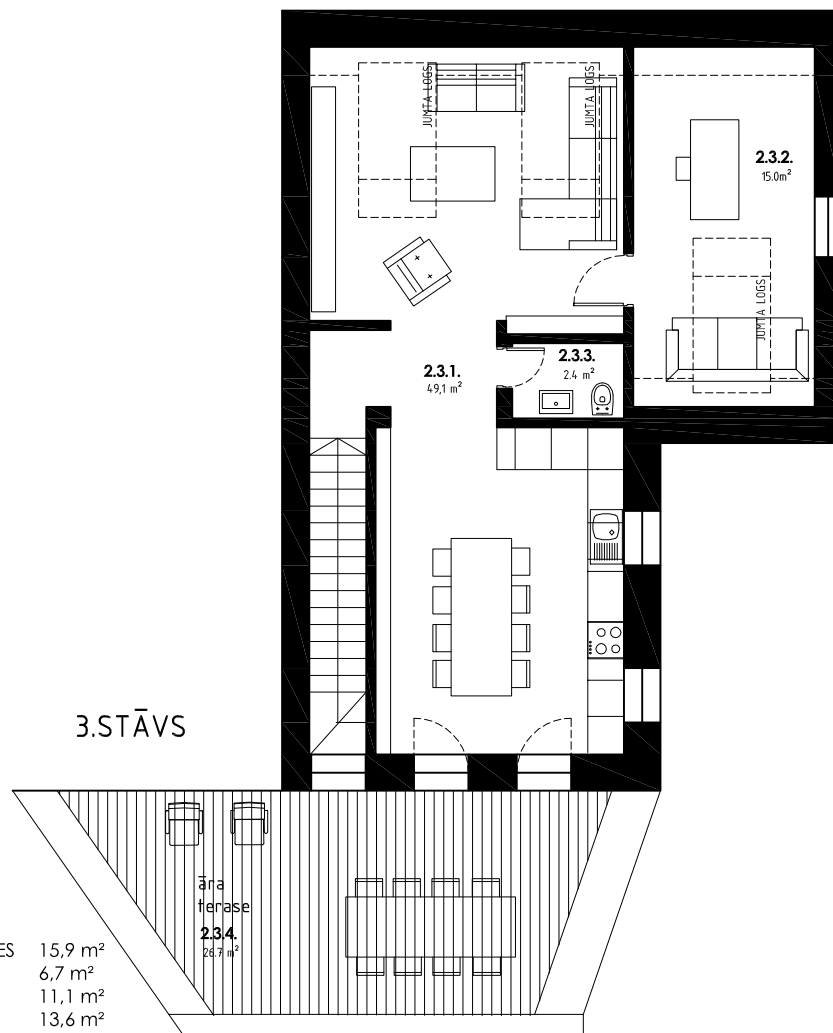 JUMTA LOGS
JUMTA LOGS
2.3.2.
15.0m²
JUMTA LOGS
2.3.1.
49,1 m²
2.3.3.
2.4 m²
3.STĀVS
āra
terase
2.3.4.
26.7 m²
ES 15,9 m²
6,7 m²
11,1 m²
13,6 m²